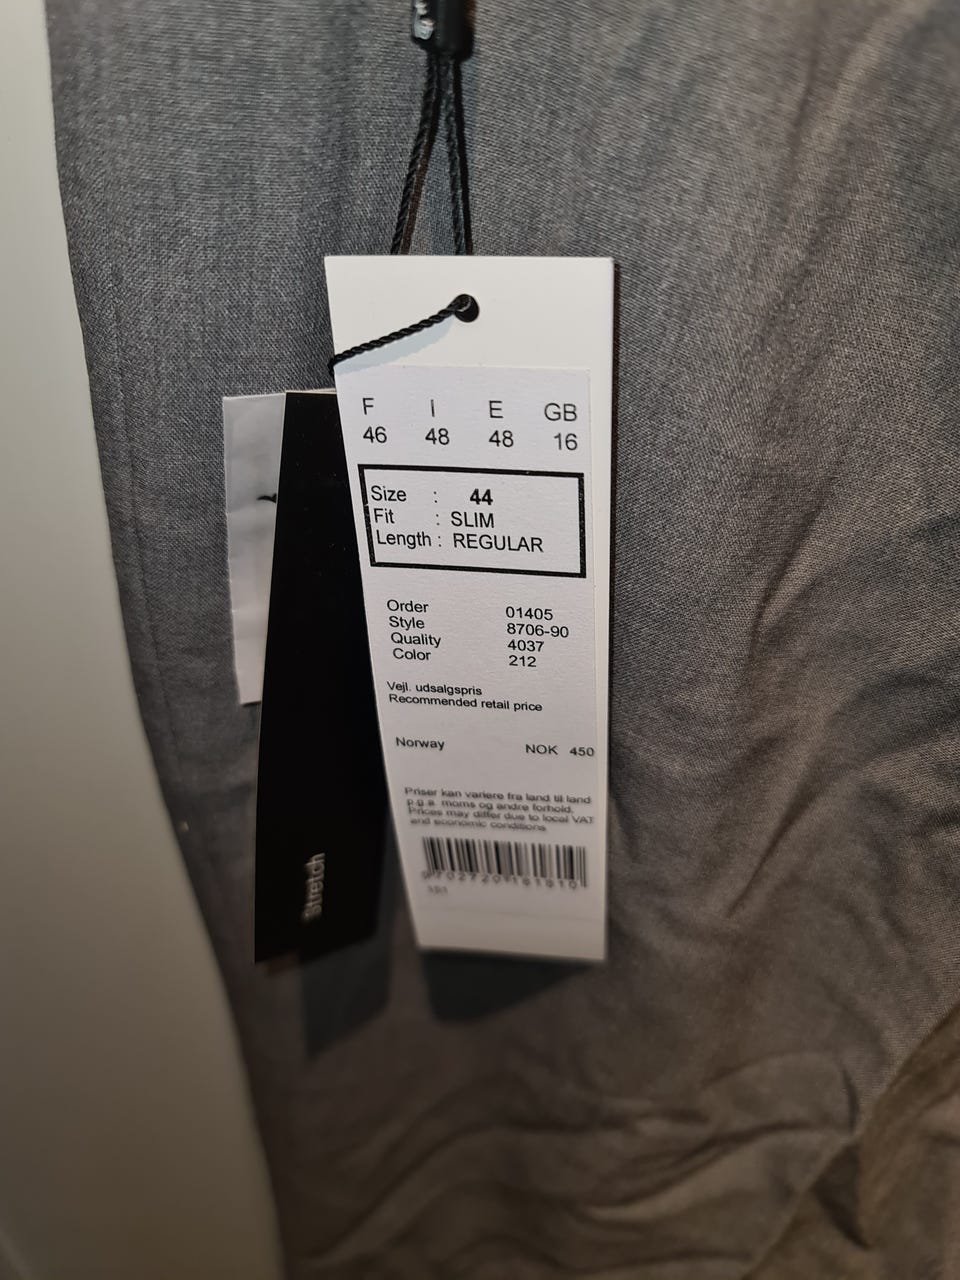 F I E GB
46 48 48 16
Size : 44
Fit : SLIM
Length : REGULAR
Order 01405
Style 8706-90
Quality 4037
Color 212
Vejl. udsalgspris
Recommended retail price
Norway NOK 450
Priser kan variere fra land til land
p.g.a. moms og andre forhold.
Prices may differ due to local VAT
and economic conditions
Stretch